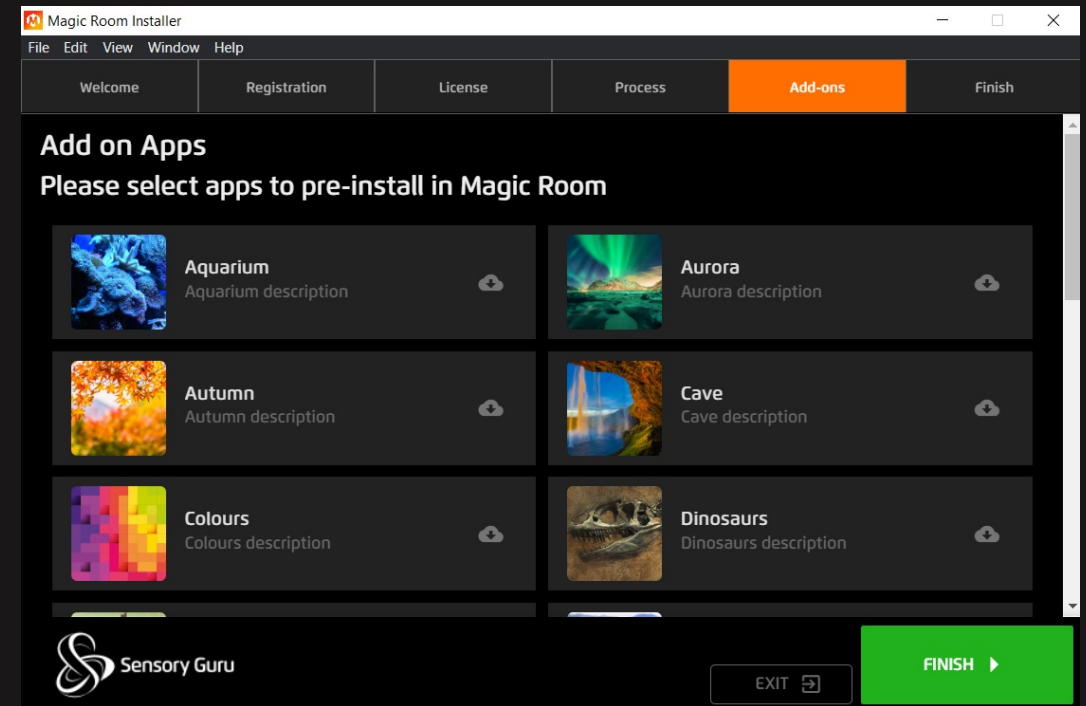 Magic Room Installer
File Edit View Window Help
Welcome Registration License Process Add-ons Finish
Add on Apps
Please select apps to pre-install in Magic Room
Aquarium
Aquarium description
Aurora
Aurora description
Autumn
Autumn description
Cave
Cave description
Colours
Colours description
Dinosaurs
Dinosaurs description
Sensory Guru
EXIT
FINISH